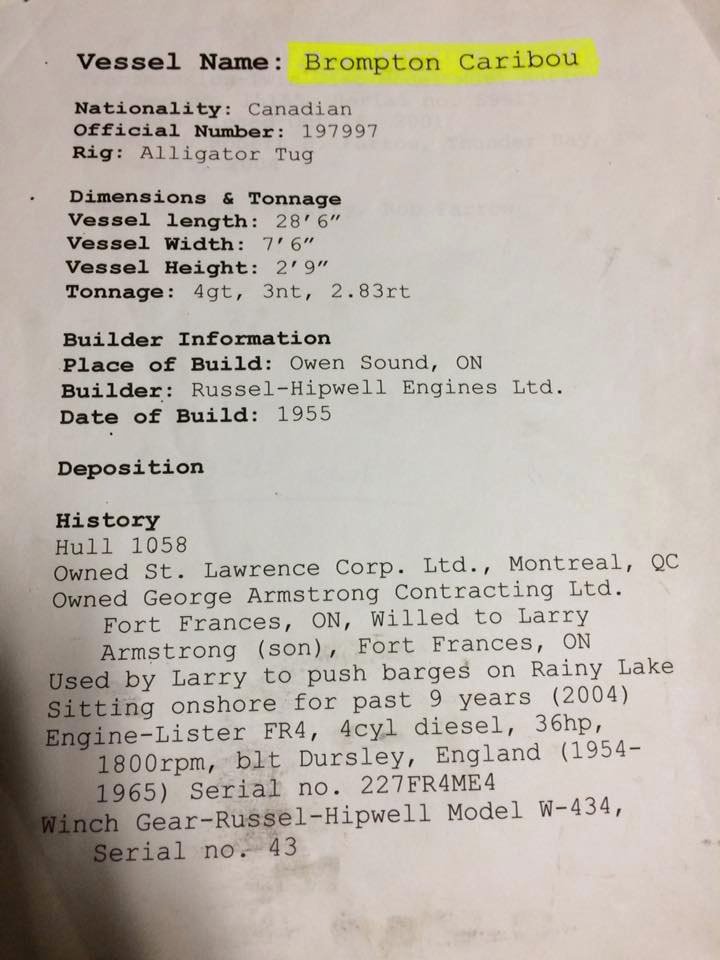 Vessel Name: Brompton Caribou
Nationality: Canadian
Official Number: 197997
Rig: Alligator Tug
Dimensions & Tonnage
Vessel length: 28'6"
Vessel Width: 7'6"
Vessel Height: 2'9"
Tonnage: 4gt, 3nt, 2.83rt
Builder Information
Place of Build: Owen Sound, ON
Builder: Russel-Hipwell Engines Ltd.
Date of Build: 1955
Deposition
History
Hull 1058
Owned St. Lawrence Corp. Ltd., Montreal, QC
Owned George Armstrong Contracting Ltd.
Fort Frances, ON, Willed to Larry
Armstrong (son), Fort Frances, ON
Used by Larry to push barges on Rainy Lake
Sitting onshore for past 9 years (2004)
Engine-Lister FR4, 4cyl diesel, 36hp,
1800rpm, blt Dursley, England (1954-
1965) Serial no. 227FR4ME4
Winch Gear-Russel-Hipwell Model W-434,
Serial no. 43